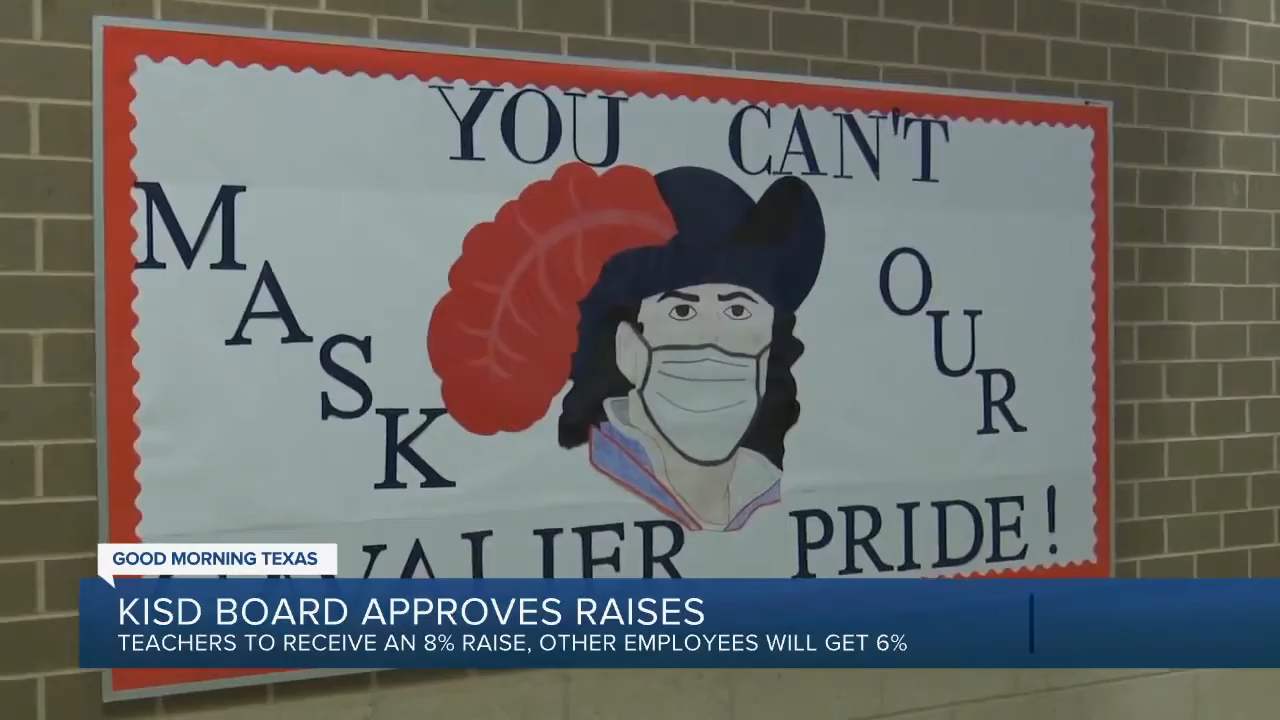 YOU CAN'T
MASK
OUR
CAVALIER PRIDE!
GOOD MORNING TEXAS
KISD BOARD APPROVES RAISES
TEACHERS TO RECEIVE AN 8% RAISE, OTHER EMPLOYEES WILL GET 6%